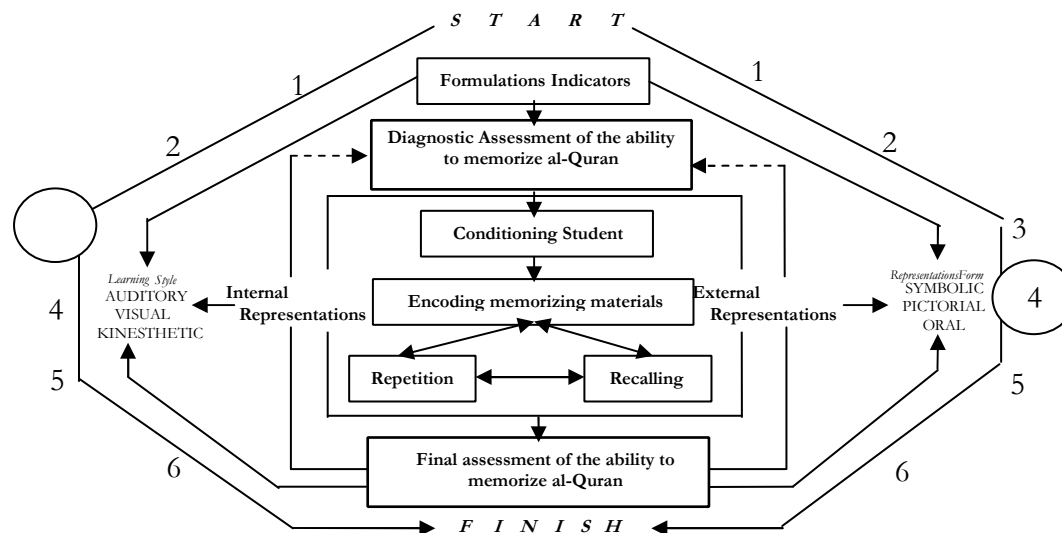 S T A R T
1
1
Formulations Indicators
2
Diagnostic Assessment of the ability
to memorize al-Quran
2
3
Conditioning Student
Learning Style
AUDITORY
VISUAL
KINESTHETIC
Internal
Representations
Encoding memorizing materials
External
Representations
RepresentationsForm
SYMBOLIC
PICTORIAL
ORAL
4
4
Repetition
Recalling
5
5
6
Final assessment of the ability to
memorize al-Quran
6
F I N I S H